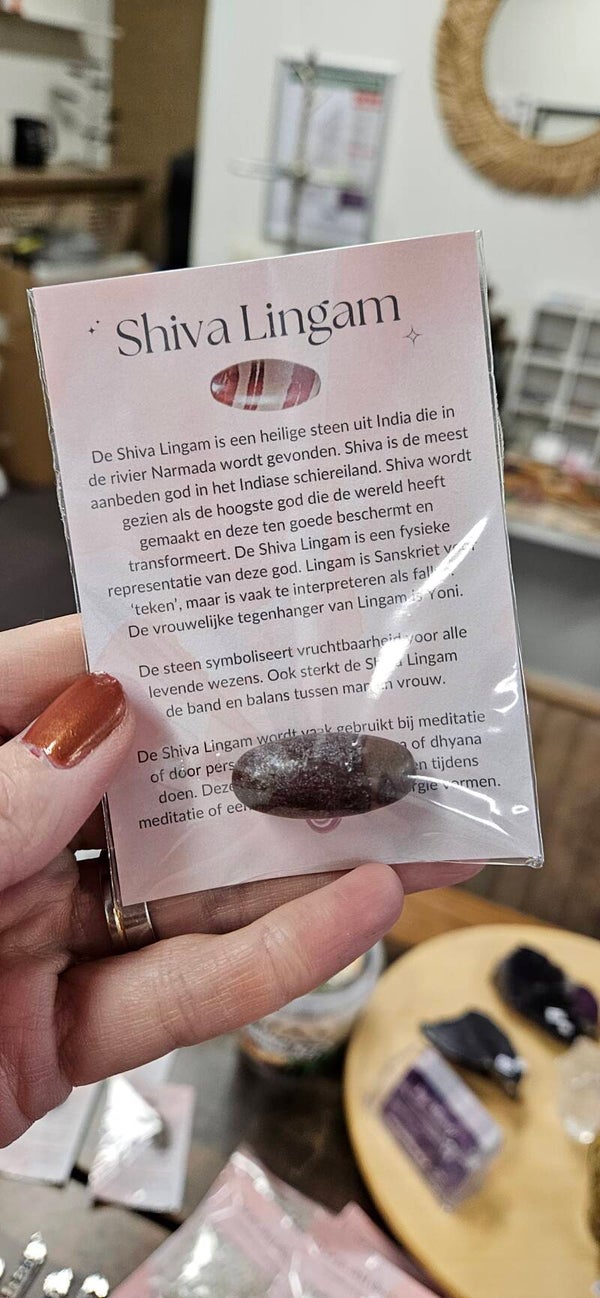 Shiva Lingam
De Shiva Lingam is een heilige steen uit India die in
de rivier Narmada wordt gevonden. Shiva is de meest
aanbeden god in het Indiase schiereiland. Shiva wordt
gezien als de hoogste god die de wereld heeft
gemaakt en deze ten goede beschermt en
transformeert. De Shiva Lingam is een fysieke
representatie van deze god. Lingam is Sanskriet
'teken', maar is vaak te interpreteren als
De vrouwelijke tegenhanger van Lingam is Yoni.
De steen symboliseert vruchtbaarheid voor alle
levende wezens. Ook sterkt de Lingam
de band en balans tussen man en vrouw.
De Shiva Lingam wordt vaak gebruikt bij meditatie
of door of dhyana
doen. tijdens
meditatie of vormen.